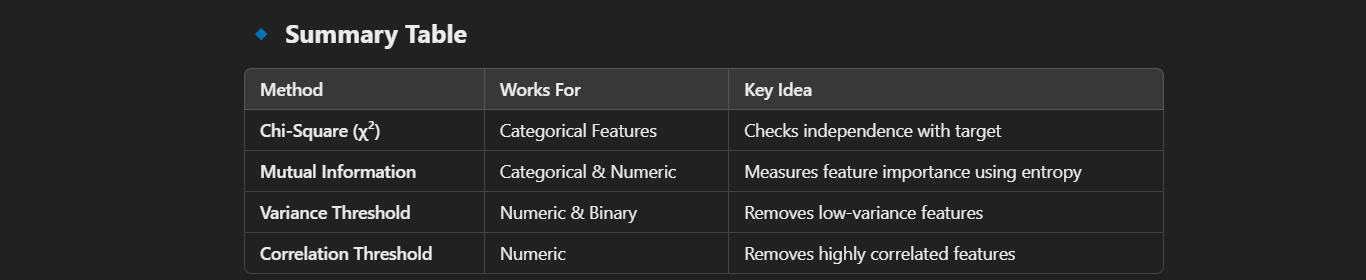 Summary Table
Method Works For Key Idea
Chi-Square (χ²) Categorical Features Checks independence with target
Mutual Information Categorical & Numeric Measures feature importance using entropy
Variance Threshold Numeric & Binary Removes low-variance features
Correlation Threshold Numeric Removes highly correlated features